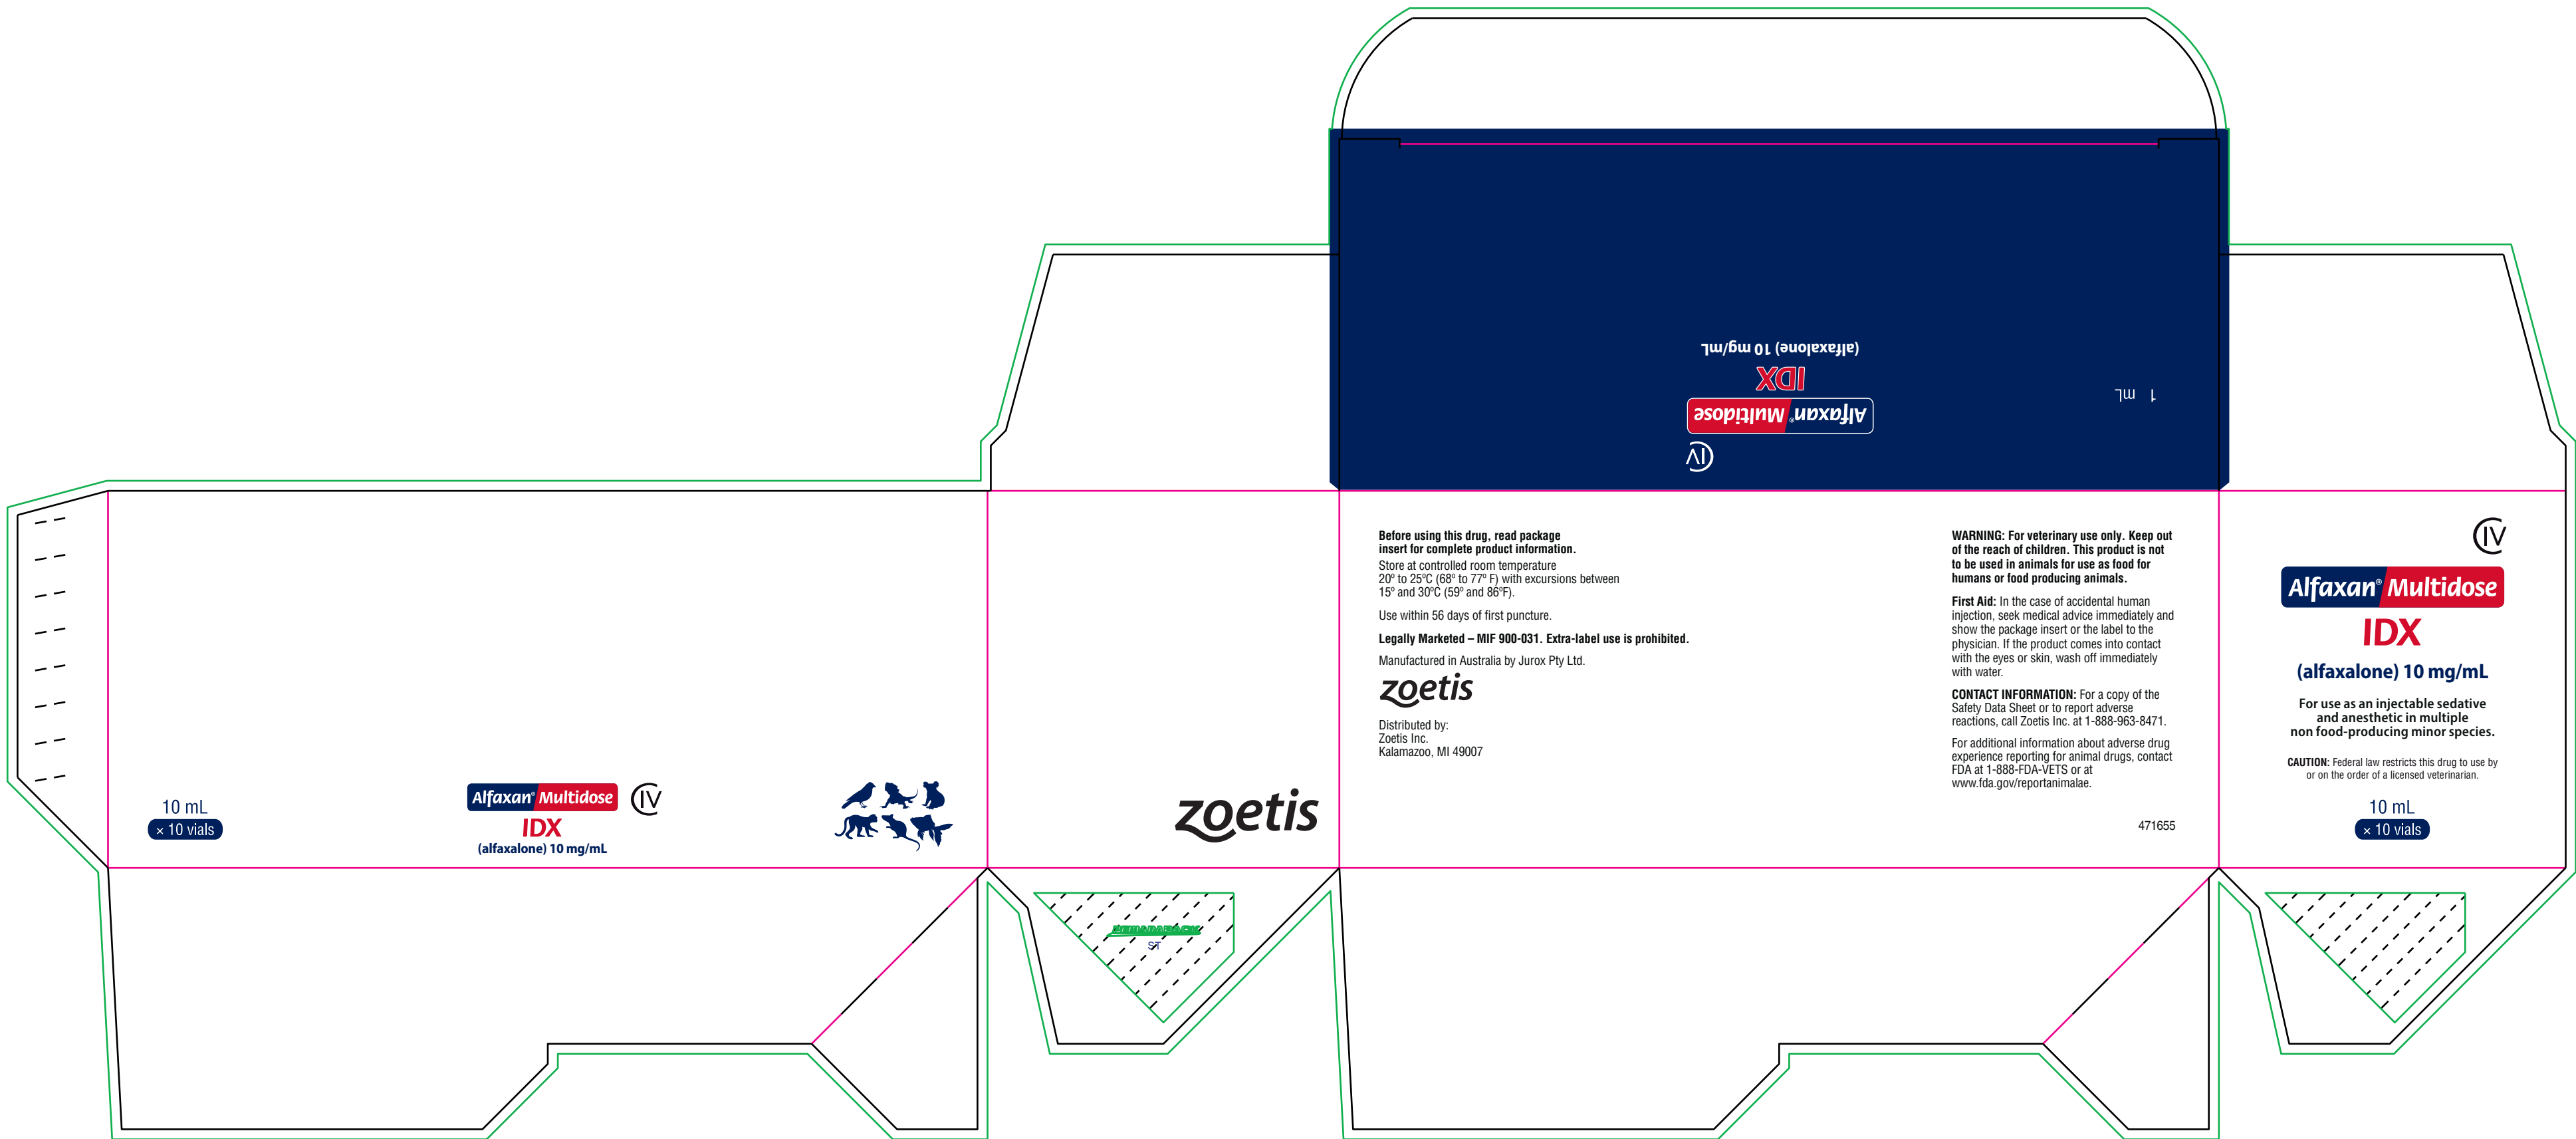 (alfaxalone) 10 mg/mL
IDX
Alfaxan® Multidose
CIV
1 mL
10 mL
× 10 vials
Alfaxan® Multidose
CIV
IDX
(alfaxalone) 10 mg/mL
zoetis
Before using this drug, read package
insert for complete product information.
Store at controlled room temperature
20º to 25ºC (68º to 77º F) with excursions between
15º and 30ºC (59º and 86ºF).
Use within 56 days of first puncture.
Legally Marketed – MIF 900-031. Extra-label use is prohibited.
Manufactured in Australia by Jurox Pty Ltd.
zoetis
Distributed by:
Zoetis Inc.
Kalamazoo, MI 49007
WARNING: For veterinary use only. Keep out
of the reach of children. This product is not
to be used in animals for use as food for
humans or food producing animals.
First Aid: In the case of accidental human
injection, seek medical advice immediately and
show the package insert or the label to the
physician. If the product comes into contact
with the eyes or skin, wash off immediately
with water.
CONTACT INFORMATION: For a copy of the
Safety Data Sheet or to report adverse
reactions, call Zoetis Inc. at 1-888-963-8471.
For additional information about adverse drug
experience reporting for animal drugs, contact
FDA at 1-888-FDA-VETS or at
www.fda.gov/reportanimalae.
471655
CIV
Alfaxan® Multidose
IDX
(alfaxalone) 10 mg/mL
For use as an injectable sedative
and anesthetic in multiple
non food-producing minor species.
CAUTION: Federal law restricts this drug to use by
or on the order of a licensed veterinarian.
10 mL
× 10 vials
ST